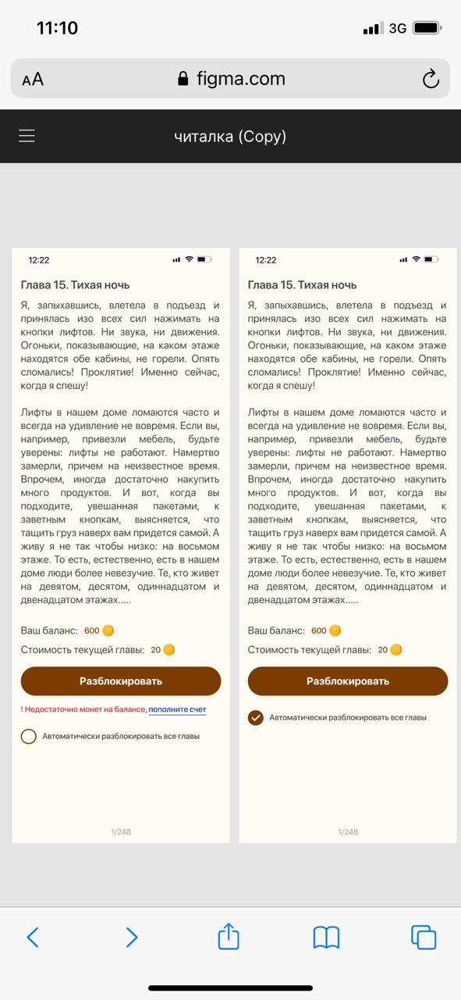 11:10
3G
AA
figma.com
читалка (Copy)
12:22
Глава 15. Тихая ночь
Я, запыхавшись, влетела в подъезд и
принялась изо всех сил нажимать на
кнопки лифтов. Ни звука, ни движения.
Огоньки, показывающие, на каком этаже
находятся обе кабины, не горели. Опять
сломались! Проклятие! Именно сейчас,
когда я спешу!
Лифты в нашем доме ломаются часто и
всегда на удивление не вовремя. Если вы,
например, привезли мебель, будьте
уверены: лифты не работают. Намертво
замерли, причем на неизвестное время.
Впрочем, иногда достаточно накупить
много продуктов. И вот, когда вы
подходите, увешанная пакетами, к
заветным кнопкам, выясняется, что
тащить груз наверх вам придется самой. А
живу я не так чтобы низко: на восьмом
этаже. То есть, естественно, есть в нашем
доме люди более невезучие. Те, кто живет
на девятом, десятом, одиннадцатом и
двенадцатом этажах.....
Ваш баланс: 600
Стоимость текущей главы: 20
Разблокировать
! Недостаточно монет на балансе, пополните счет
Автоматически разблокировать все главы
1/248
12:22
Глава 15. Тихая ночь
Я, запыхавшись, влетела в подъезд и
принялась изо всех сил нажимать на
кнопки лифтов. Ни звука, ни движения.
Огоньки, показывающие, на каком этаже
находятся обе кабины, не горели. Опять
сломались! Проклятие! Именно сейчас,
когда я спешу!
Лифты в нашем доме ломаются часто и
всегда на удивление не вовремя. Если вы,
например, привезли мебель, будьте
уверены: лифты не работают. Намертво
замерли, причем на неизвестное время.
Впрочем, иногда достаточно накупить
много продуктов. И вот, когда вы
подходите, увешанная пакетами, к
заветным кнопкам, выясняется, что
тащить груз наверх вам придется самой. А
живу я не так чтобы низко: на восьмом
этаже. То есть, естественно, есть в нашем
доме люди более невезучие. Те, кто живет
на девятом, десятом, одиннадцатом и
двенадцатом этажах.....
Ваш баланс: 600
Стоимость текущей главы: 20
Разблокировать
Автоматически разблокировать все главы
1/248